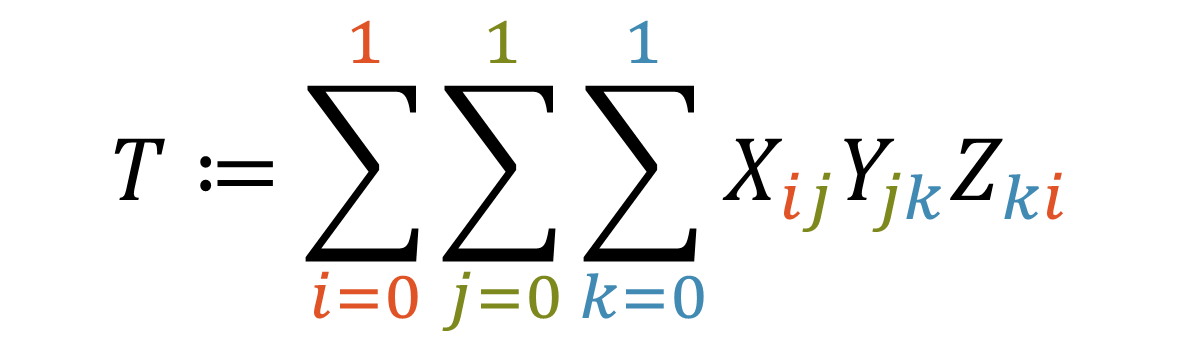 T := ∑_{i=0}^{1} ∑_{j=0}^{1} ∑_{k=0}^{1} X_{ij}Y_{jk}Z_{ki}